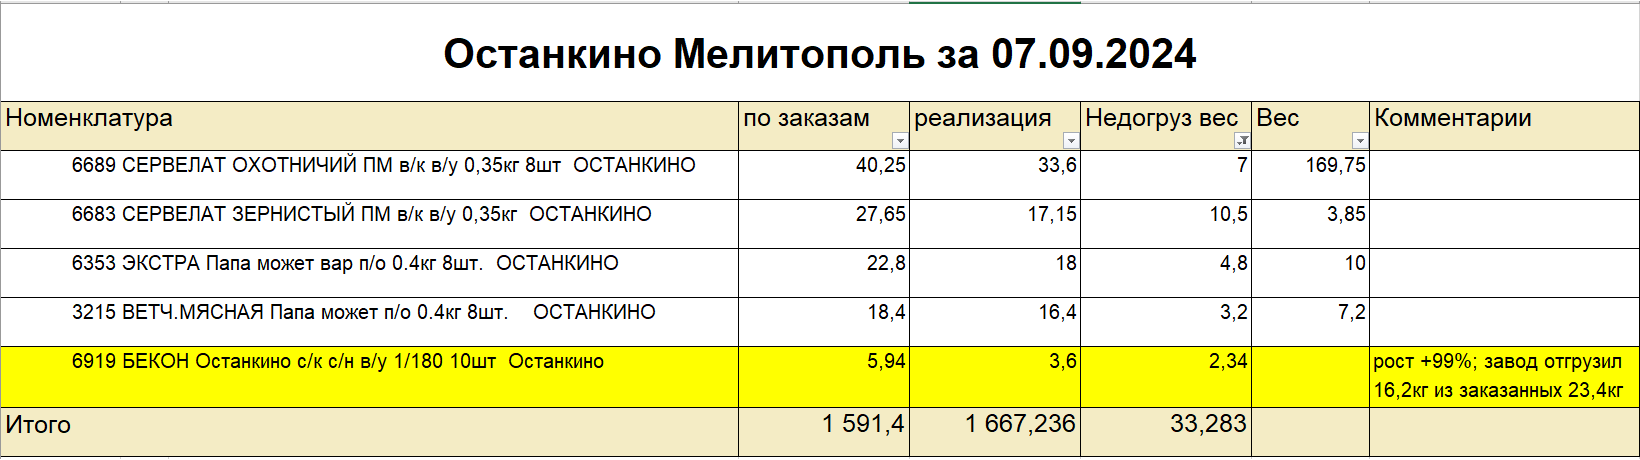 Останкино Мелитополь за 07.09.2024
Номенклатура по заказам реализация Недогруз вес Вес Комментарии
6689 СЕРВЕЛАТ ОХОТНИЧИЙ ПМ в/к в/у 0,35кг 8шт ОСТАНКИНО 40,25 33,6 7 169,75
6683 СЕРВЕЛАТ ЗЕРНИСТЫЙ ПМ в/к в/у 0,35кг ОСТАНКИНО 27,65 17,15 10,5 3,85
6353 ЭКСТРА Папа может вар п/о 0.4кг 8шт. ОСТАНКИНО 22,8 18 4,8 10
3215 ВЕТЧ.МЯСНАЯ Папа может п/о 0.4кг 8шт. ОСТАНКИНО 18,4 16,4 3,2 7,2
6919 БЕКОН Останкино с/к с/н в/у 1/180 10шт Останкино 5,94 3,6 2,34 рост +99%; завод отгрузил
16,2кг из заказанных 23,4кг
Итого 1 591,4 1 667,236 33,283